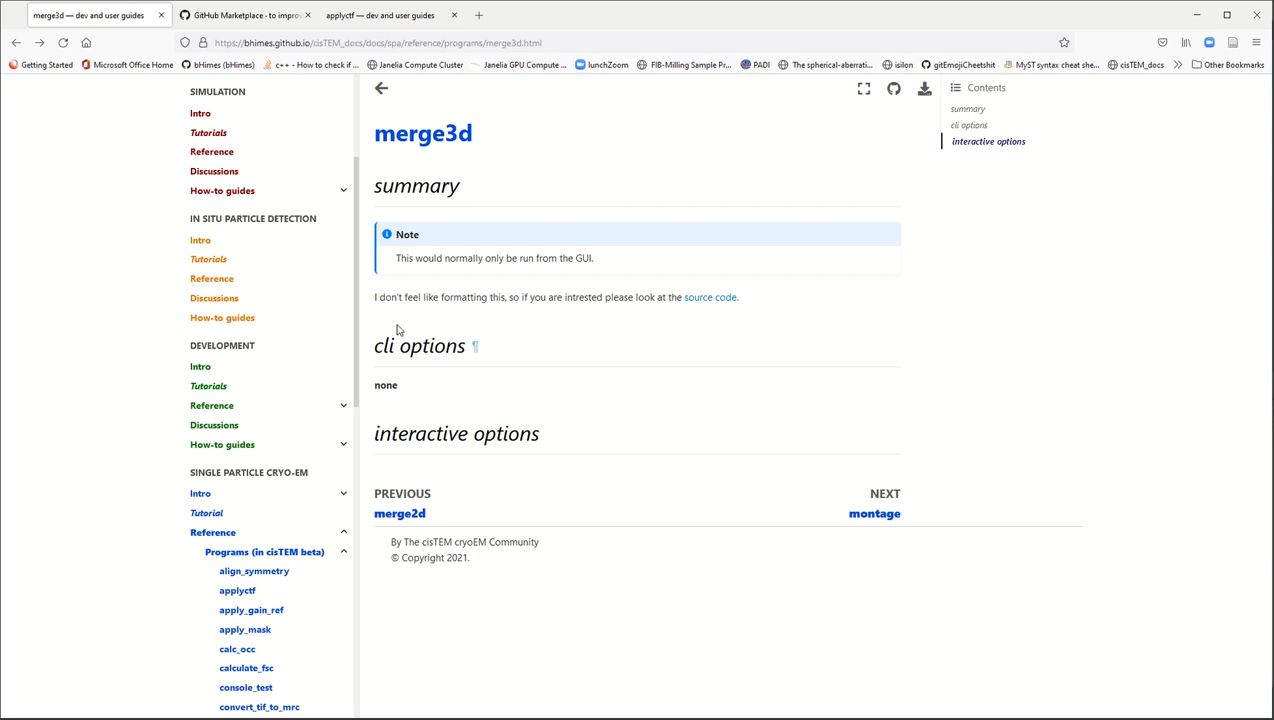 merge3d — dev and user guides
GitHub Marketplace - to improv
applyctf — dev and user guides
https://bhimes.github.io/cisTEM_docs/docs/spa/reference/programs/merge3d.html
Getting Started
Microsoft Office Home
bHimes (bHimes)
c++ - How to check if ...
Janelia Compute Cluster
Janelia GPU Compute ...
lunchZoom
FIB-Milling Sample Pr...
PADI
The spherical-aberrati...
isilon
gitEmojiCheetshit
MyST syntax cheat she...
cisTEM_docs
Other Bookmarks
SIMULATION
Intro
Tutorials
Reference
Discussions
How-to guides
IN SITU PARTICLE DETECTION
Intro
Tutorials
Reference
Discussions
How-to guides
DEVELOPMENT
Intro
Tutorials
Reference
Discussions
How-to guides
SINGLE PARTICLE CRYO-EM
Intro
Tutorial
Reference
Programs (in cisTEM beta)
align_symmetry
applyctf
apply_gain_ref
apply_mask
calc_occ
calculate_fsc
console_test
convert_tif_to_mrc
merge3d
summary
Note
This would normally only be run from the GUI.
I don't feel like formatting this, so if you are intrested please look at the source code.
cli options ¶
none
interactive options
PREVIOUS
merge2d
NEXT
montage
By The cisTEM cryoEM Community
© Copyright 2021.
Contents
summary
cli options
interactive options